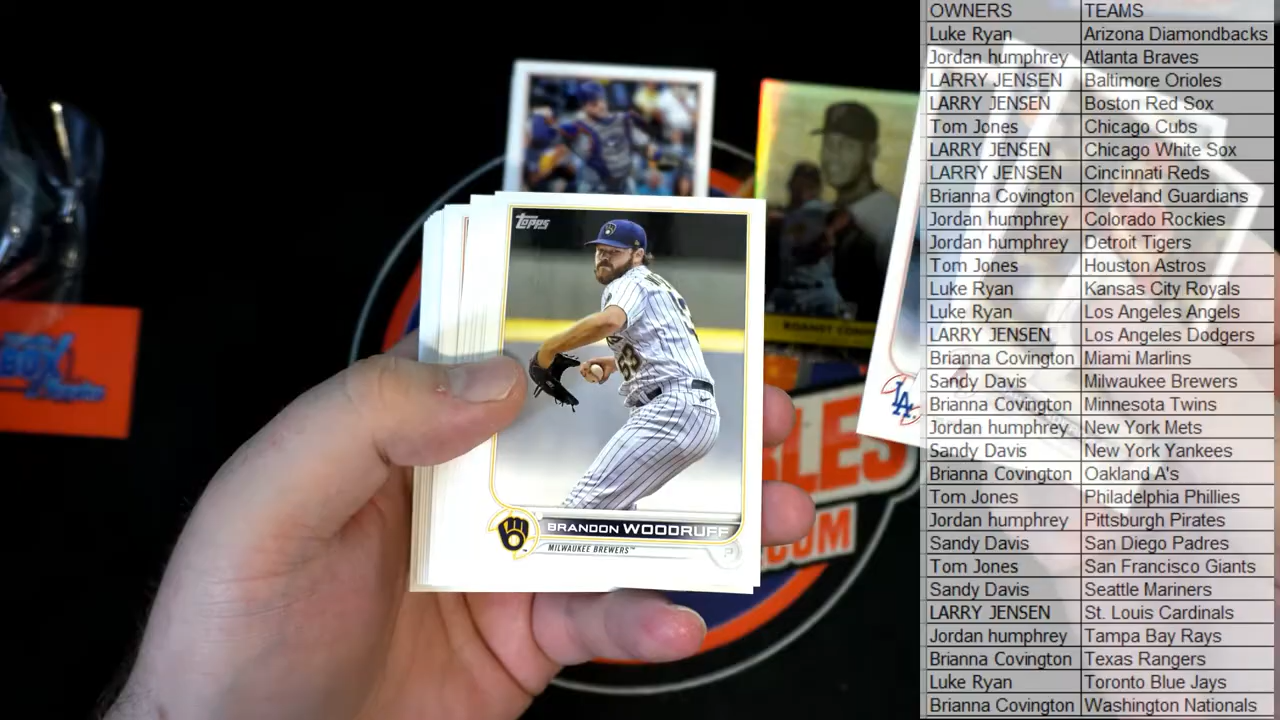 OWNERS TEAMS
Luke Ryan Arizona Diamondbacks
Jordan humphrey Atlanta Braves
LARRY JENSEN Baltimore Orioles
LARRY JENSEN Boston Red Sox
Tom Jones Chicago Cubs
LARRY JENSEN Chicago White Sox
LARRY JENSEN Cincinnati Reds
Brianna Covington Cleveland Guardians
Jordan humphrey Colorado Rockies
Jordan humphrey Detroit Tigers
Tom Jones Houston Astros
Luke Ryan Kansas City Royals
Luke Ryan Los Angeles Angels
LARRY JENSEN Los Angeles Dodgers
Brianna Covington Miami Marlins
Sandy Davis Milwaukee Brewers
Brianna Covington Minnesota Twins
Jordan humphrey New York Mets
Sandy Davis New York Yankees
Brianna Covington Oakland A's
Tom Jones Philadelphia Phillies
Jordan humphrey Pittsburgh Pirates
Sandy Davis San Diego Padres
Tom Jones San Francisco Giants
Sandy Davis Seattle Mariners
LARRY JENSEN St. Louis Cardinals
Jordan humphrey Tampa Bay Rays
Brianna Covington Texas Rangers
Luke Ryan Toronto Blue Jays
Brianna Covington Washington Nationals
Topps
BRANDON WOODRUFF
MILWAUKEE BREWERS™
P
LA
BOX
BLES
.COM